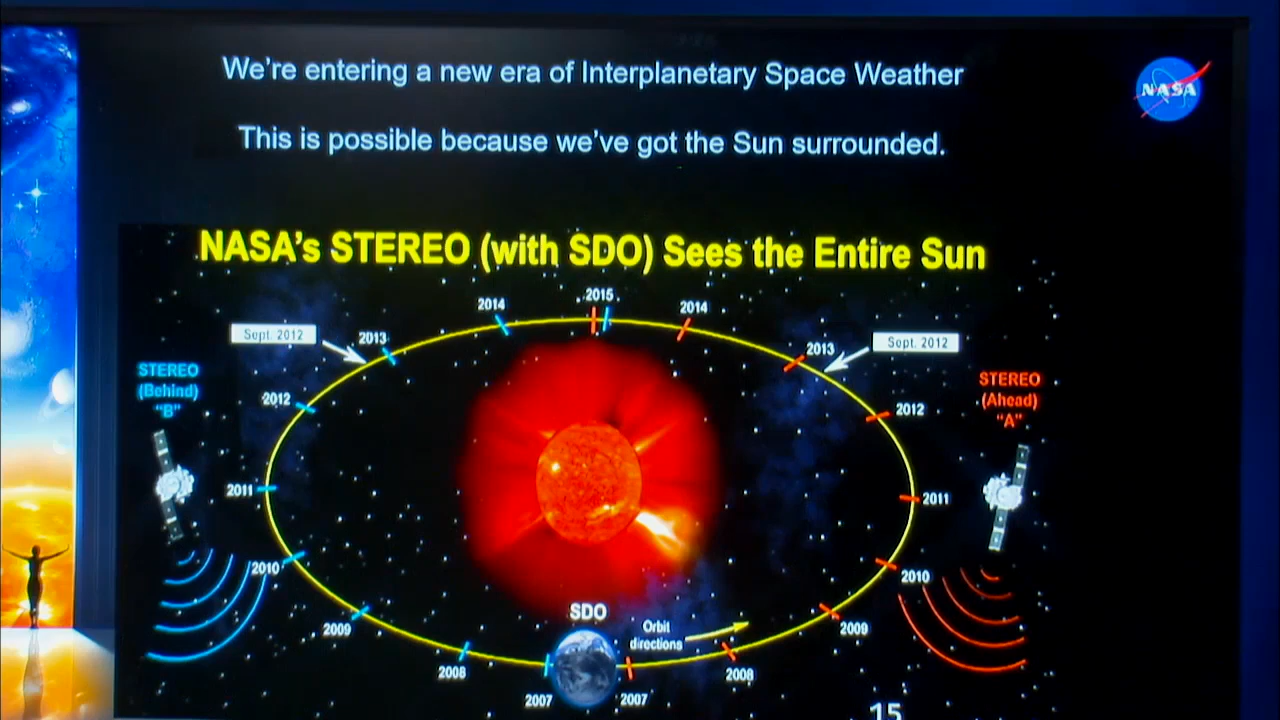 We're entering a new era of Interplanetary Space Weather
NASA
This is possible because we've got the Sun surrounded.
NASA's STEREO (with SDO) Sees the Entire Sun
2014
2015
2014
Sept. 2012
2013
2013
Sept. 2012
STEREO
(Behind)
"B"
STEREO
(Ahead)
"A"
2012
2012
2011
2011
2010
2010
SDO
Orbit
directions
2009
2009
2008
2008
2007
2007
15